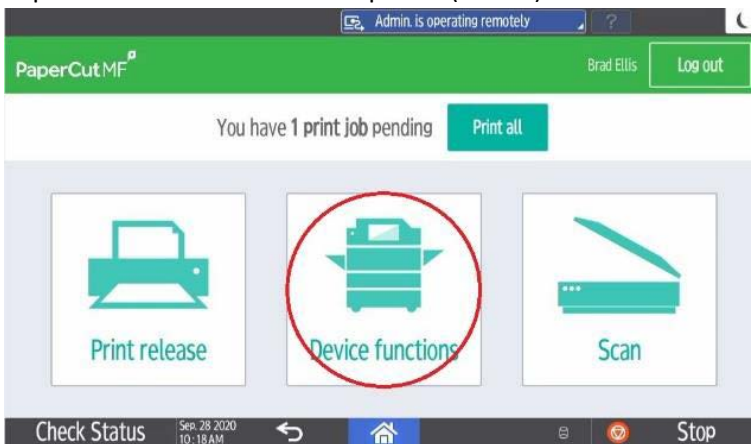 Admin. is operating remotely ?
PaperCut MF Brad Ellis Log out
You have 1 print job pending Print all
Print release Device functions Scan
Check Status Sep. 28 2020 10:18 AM Stop